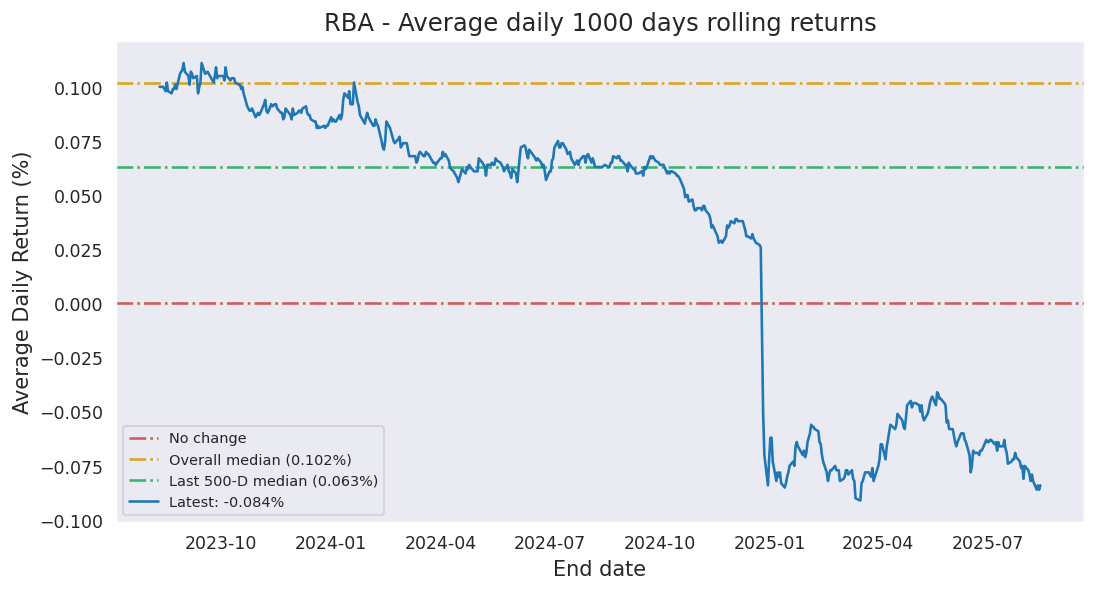 RBA - Average daily 1000 days rolling returns
Average Daily Return (%)
0.100
0.075
0.050
0.025
0.000
−0.025
−0.050
−0.075
−0.100
No change
Overall median (0.102%)
Last 500-D median (0.063%)
Latest: -0.084%
2023-10
2024-01
2024-04
2024-07
2024-10
2025-01
2025-04
2025-07
End date